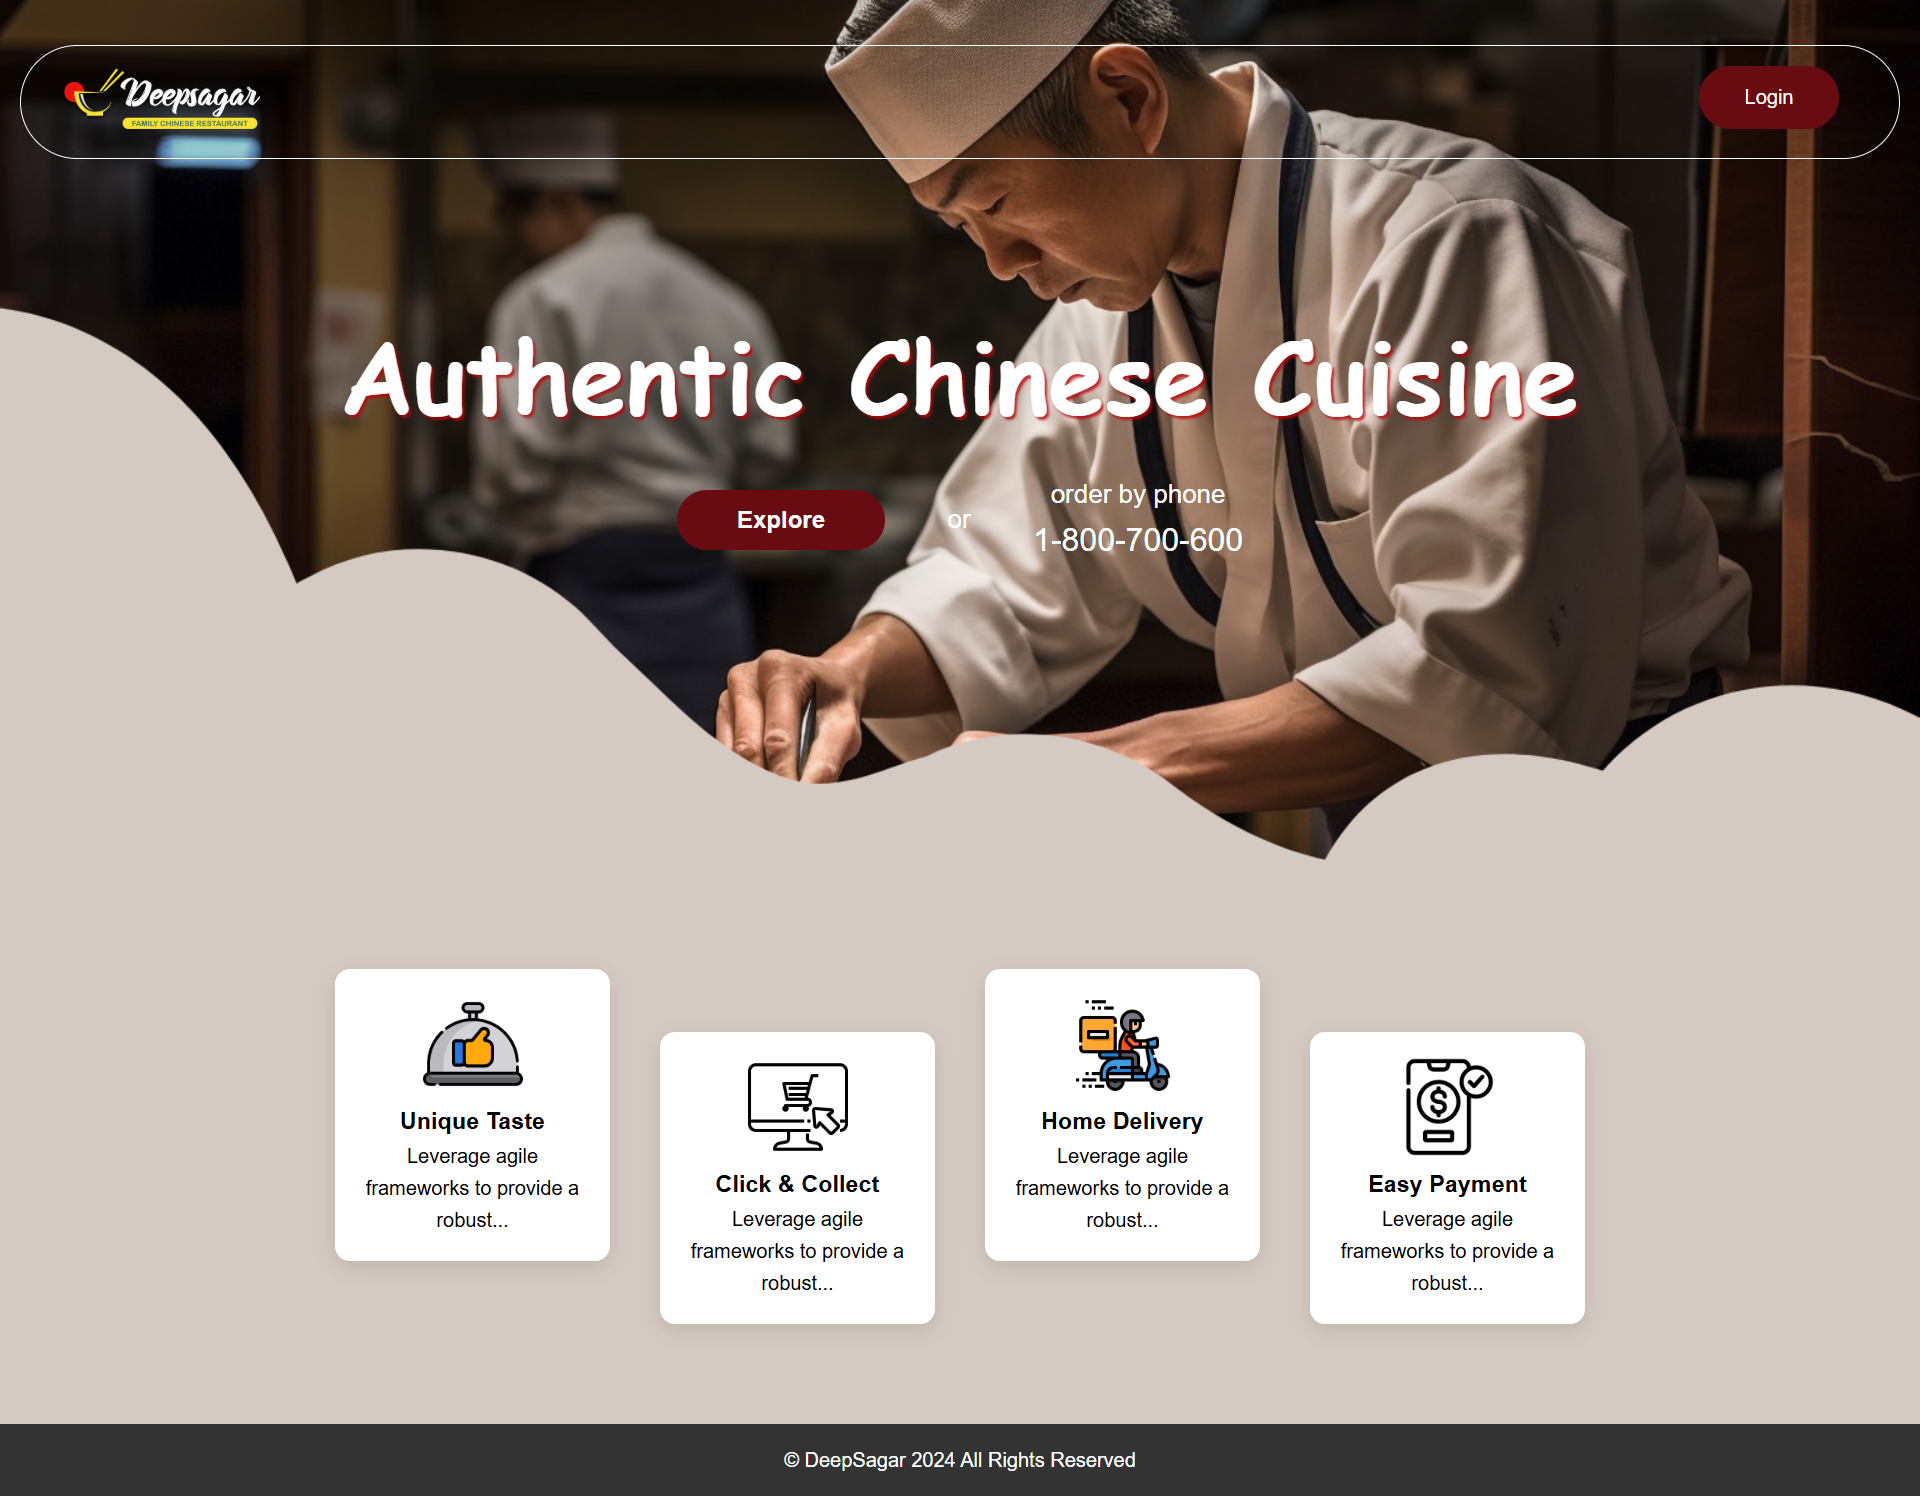 Deepsagar
FAMILY CHINESE RESTAURANT
Login
Authentic Chinese Cuisine
Explore
or
order by phone
1-800-700-600
Unique Taste
Leverage agile
frameworks to provide a
robust...
Click & Collect
Leverage agile
frameworks to provide a
robust...
Home Delivery
Leverage agile
frameworks to provide a
robust...
Easy Payment
Leverage agile
frameworks to provide a
robust...
© DeepSagar 2024 All Rights Reserved